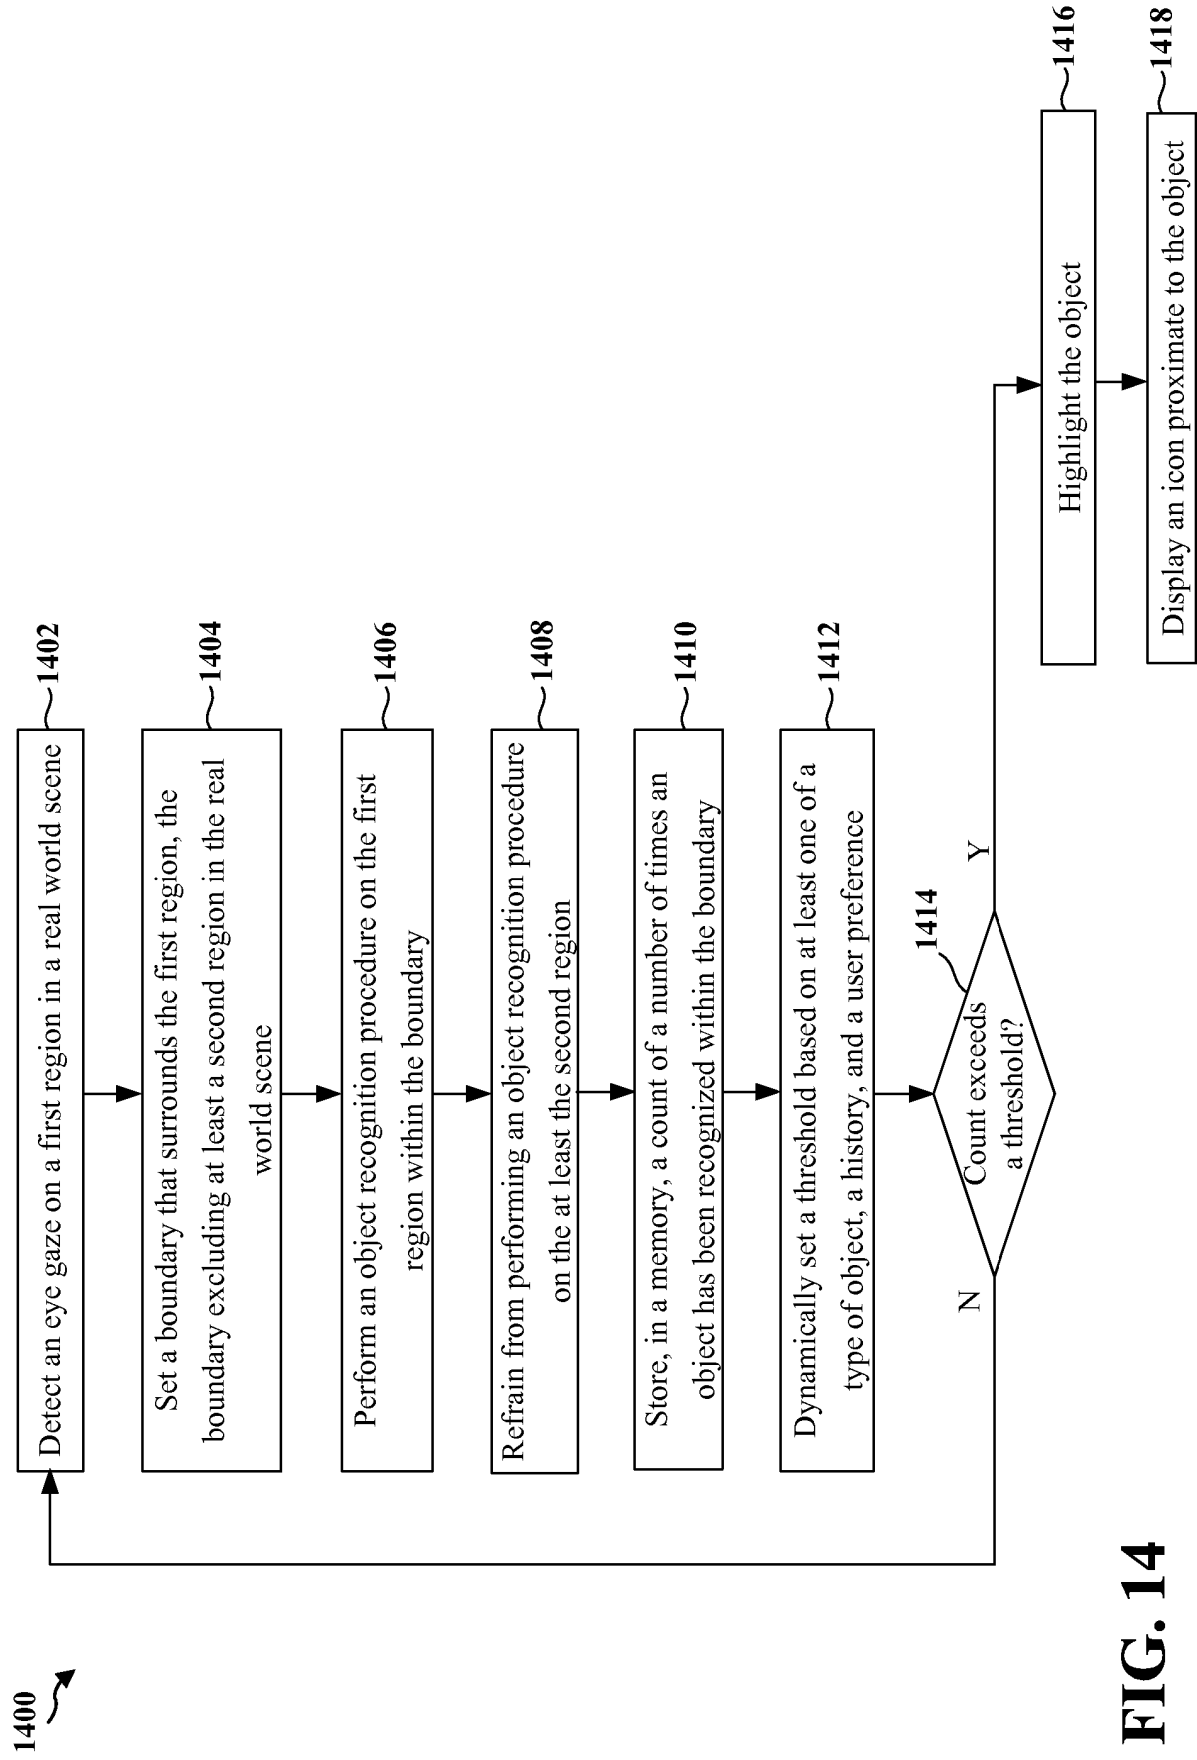 1400
Detect an eye gaze on a first region in a real world scene
1402
Set a boundary that surrounds the first region, the
boundary excluding at least a second region in the real
world scene
1404
Perform an object recognition procedure on the first
region within the boundary
1406
Refrain from performing an object recognition procedure
on the at least the second region
1408
Store, in a memory, a count of a number of times an
object has been recognized within the boundary
1410
Dynamically set a threshold based on at least one of a
type of object, a history, and a user preference
1412
Count exceeds
a threshold?
1414
N
Y
Highlight the object
1416
Display an icon proximate to the object
1418
FIG. 14